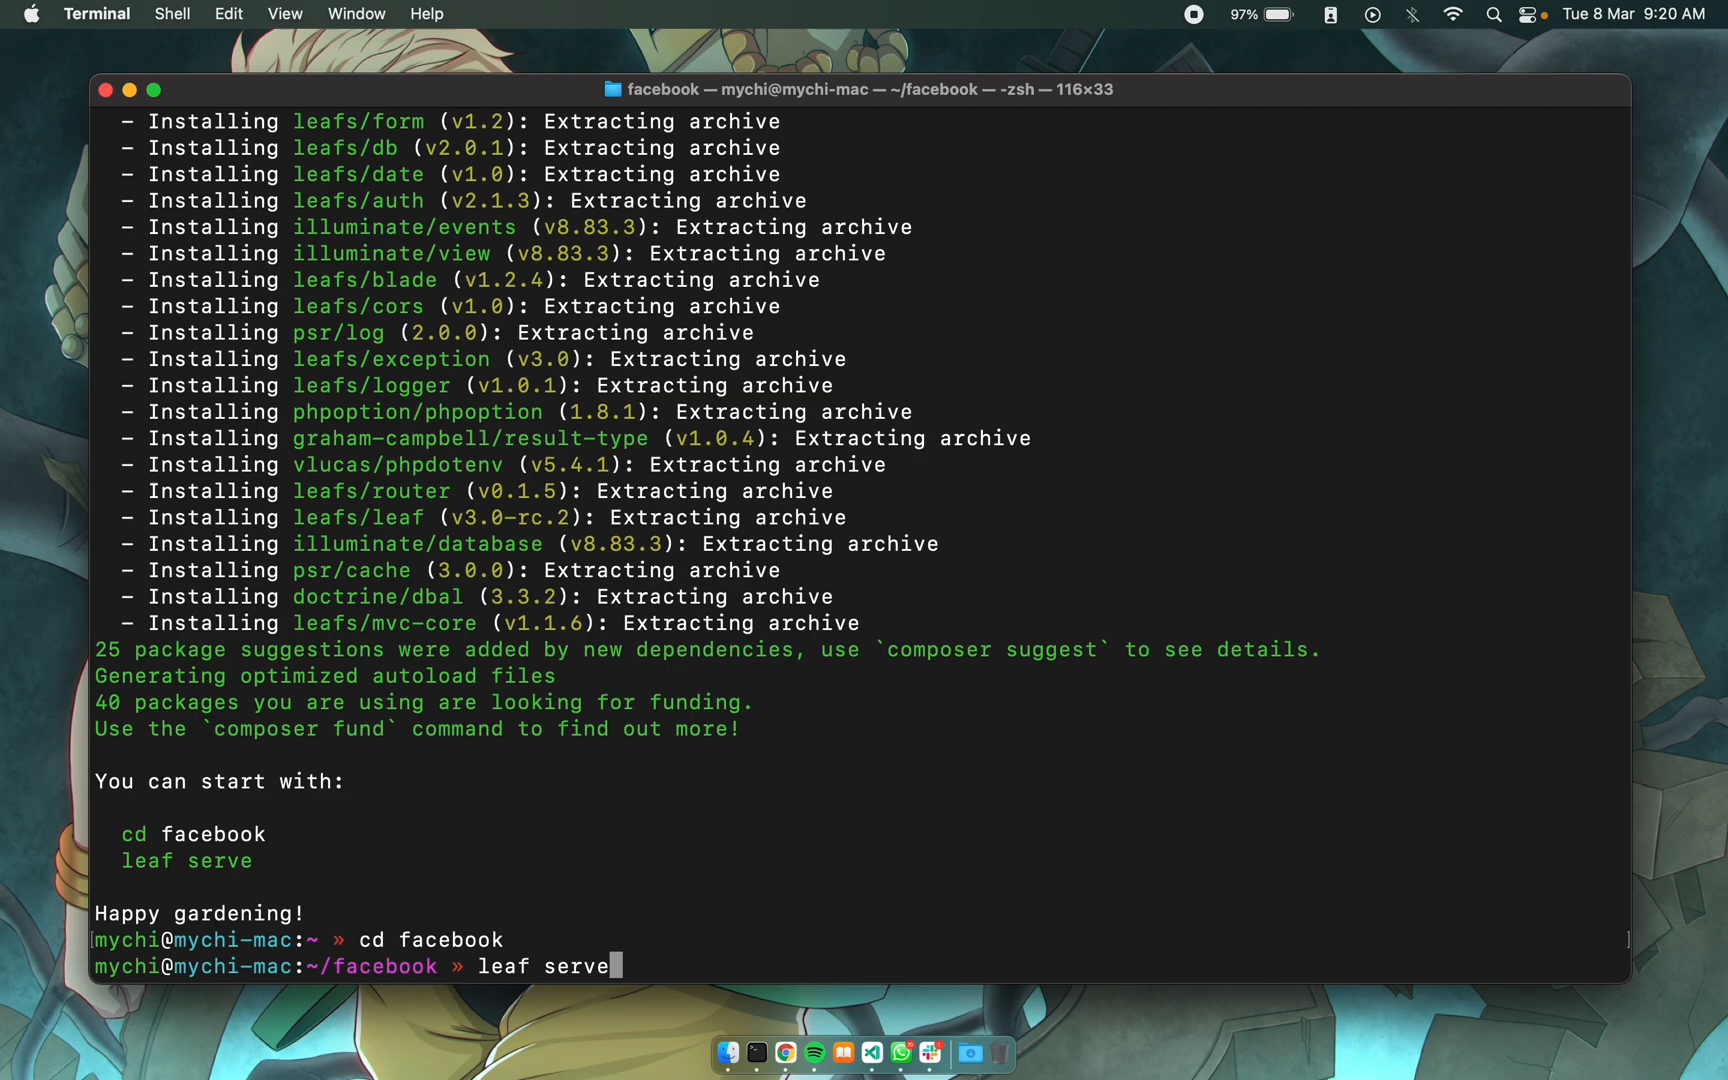 Terminal Shell Edit View Window Help 97% Tue 8 Mar 9:20 AM
facebook — mychi@mychi-mac — ~/facebook — -zsh — 116×33
- Installing leafs/form (v1.2): Extracting archive
- Installing leafs/db (v2.0.1): Extracting archive
- Installing leafs/date (v1.0): Extracting archive
- Installing leafs/auth (v2.1.3): Extracting archive
- Installing illuminate/events (v8.83.3): Extracting archive
- Installing illuminate/view (v8.83.3): Extracting archive
- Installing leafs/blade (v1.2.4): Extracting archive
- Installing leafs/cors (v1.0): Extracting archive
- Installing psr/log (2.0.0): Extracting archive
- Installing leafs/exception (v3.0): Extracting archive
- Installing leafs/logger (v1.0.1): Extracting archive
- Installing phpoption/phpoption (1.8.1): Extracting archive
- Installing graham-campbell/result-type (v1.0.4): Extracting archive
- Installing vlucas/phpdotenv (v5.4.1): Extracting archive
- Installing leafs/router (v0.1.5): Extracting archive
- Installing leafs/leaf (v3.0-rc.2): Extracting archive
- Installing illuminate/database (v8.83.3): Extracting archive
- Installing psr/cache (3.0.0): Extracting archive
- Installing doctrine/dbal (3.3.2): Extracting archive
- Installing leafs/mvc-core (v1.1.6): Extracting archive
25 package suggestions were added by new dependencies, use `composer suggest` to see details.
Generating optimized autoload files
40 packages you are using are looking for funding.
Use the `composer fund` command to find out more!
You can start with:
cd facebook
leaf serve
Happy gardening!
[mychi@mychi-mac:~ » cd facebook ]
mychi@mychi-mac:~/facebook » leaf serve